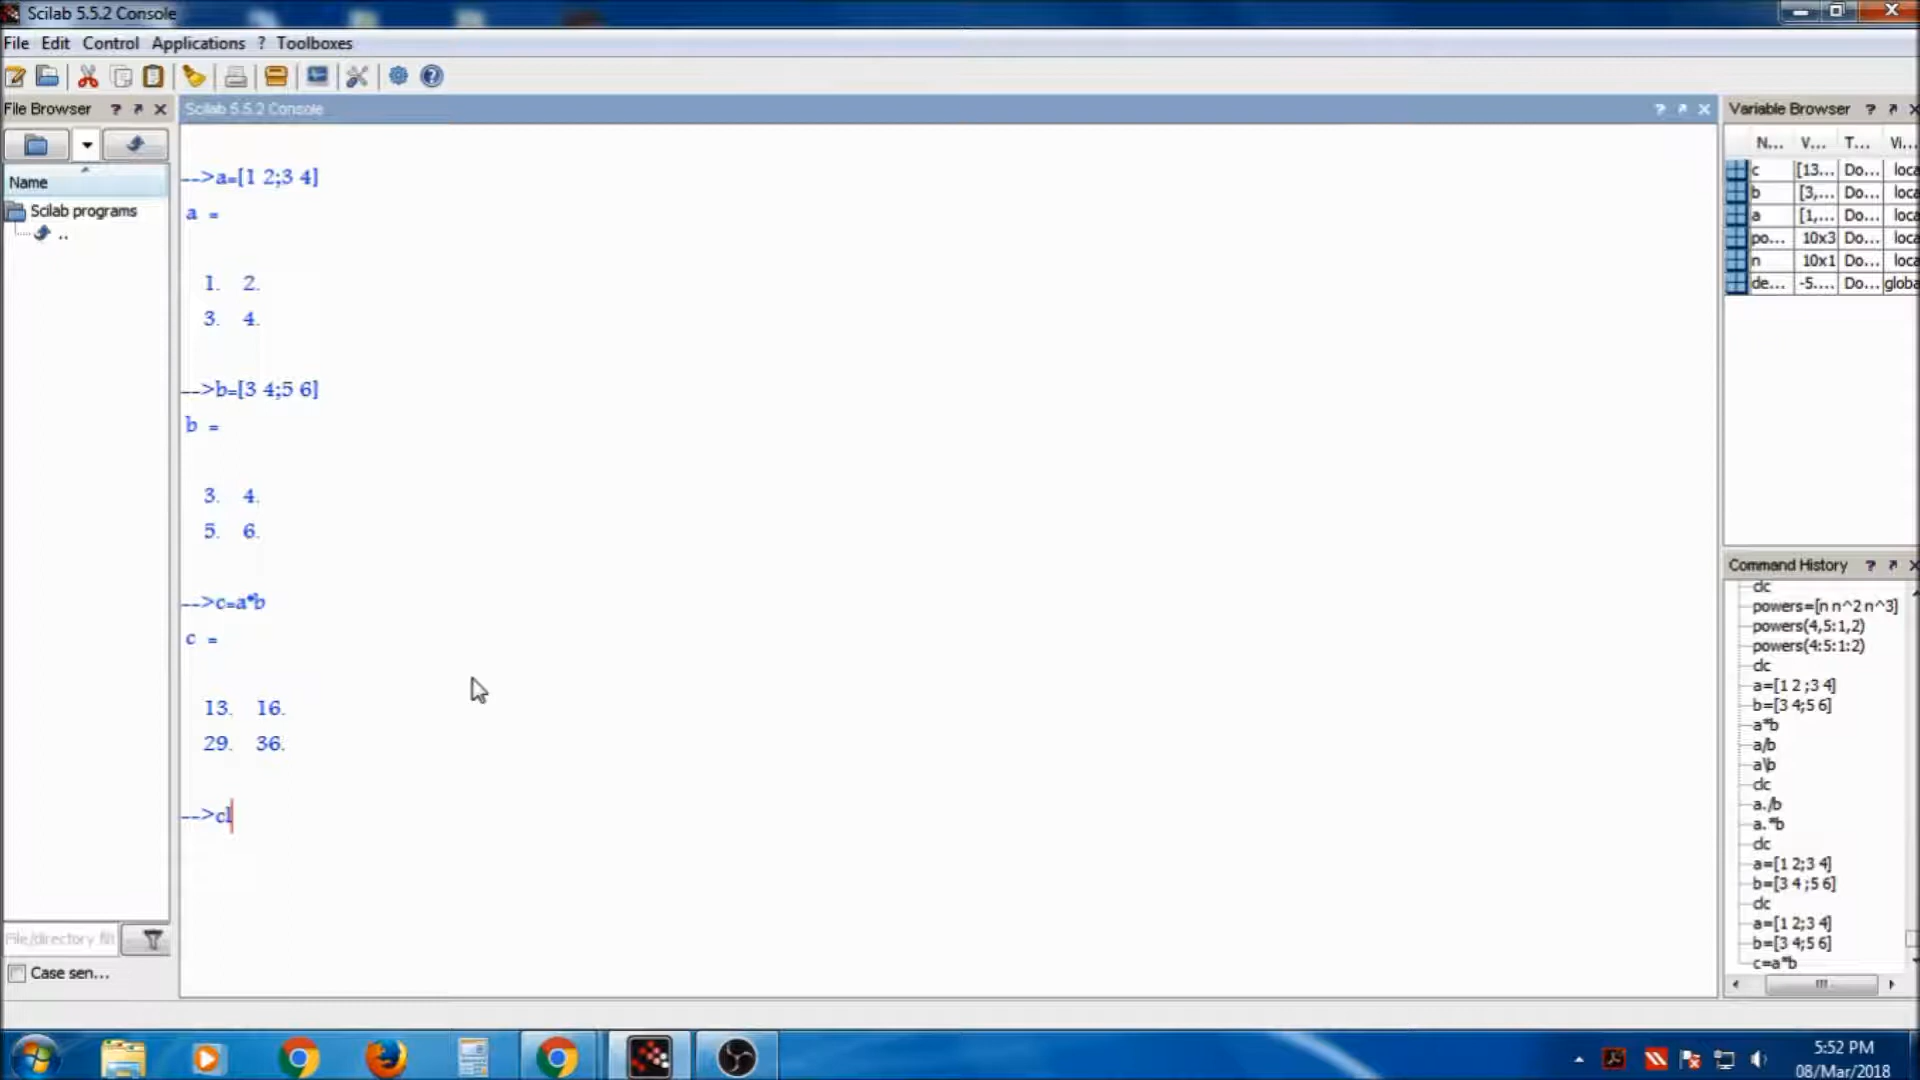 Scilab 5.5.2 Console
File Edit Control Applications ? Toolboxes
File Browser ?
Name
Scilab programs
..
File/directory filt
Case sen...
Scilab 5.5.2 Console ?
-->a=[1 2;3 4]
a =
1. 2.
3. 4.
-->b=[3 4;5 6]
b =
3. 4.
5. 6.
-->c=a*b
c =
13. 16.
29. 36.
-->cl
Variable Browser ?
N... V... T... Vi...
c [13... Do... loca
b [3,... Do... loca
a [1,... Do... loca
po... 10x3 Do... loca
n 10x1 Do... loca
de... -5.... Do... globa
Command History ?
clc
powers=[n n^2 n^3]
powers(4,5:1,2)
powers(4:5:1:2)
clc
a=[1 2 ;3 4]
b=[3 4;5 6]
a*b
a/b
a\b
clc
a./b
a.*b
clc
a=[1 2;3 4]
b=[3 4 ;5 6]
clc
a=[1 2;3 4]
b=[3 4;5 6]
c=a*b
5:52 PM
08/Mar/2018